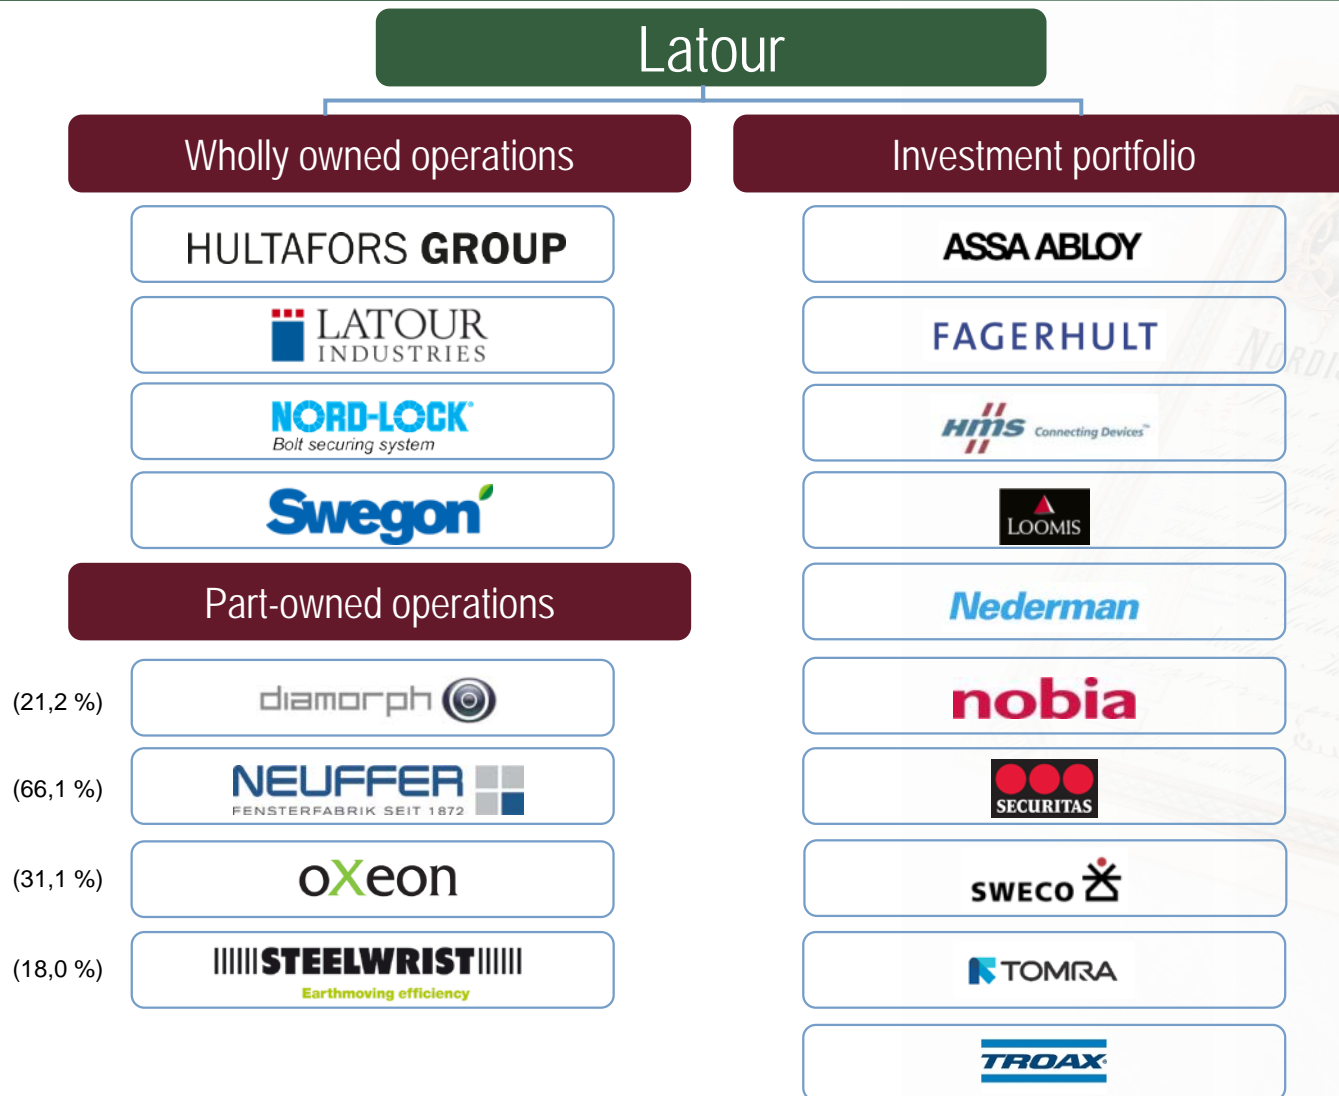 Latour
Wholly owned operations
HULTAFORS GROUP
LATOUR
INDUSTRIES
NORD-LOCK®
Bolt securing system
Swegon
Part-owned operations
(21,2 %)
diamorph
(66,1 %)
NEUFFER
FENSTERFABRIK SEIT 1872
(31,1 %)
oXeon
(18,0 %)
STEELWRIST
Earthmoving efficiency
Investment portfolio
ASSA ABLOY
FAGERHULT
HMS Connecting Devices™
LOOMIS
Nederman
nobia
SECURITAS
SWECO
TOMRA
TROAX